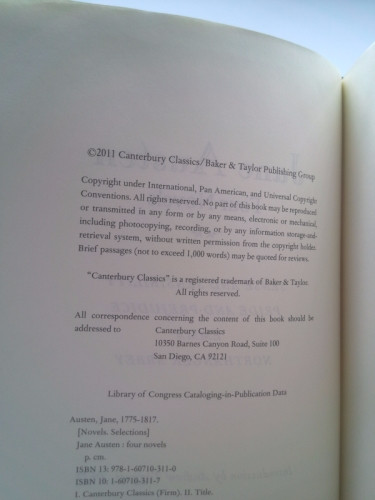 ©2011 Canterbury Classics/Baker & Taylor Publishing Group
Copyright under International, Pan American, and Universal Copyright
Conventions. All rights reserved. No part of this book may be reproduced
or transmitted in any form or by any means, electronic or mechanical,
including photocopying, recording, or by any information storage-and-
retrieval system, without written permission from the copyright holder.
Brief passages (not to exceed 1,000 words) may be quoted for reviews.
"Canterbury Classics" is a registered trademark of Baker & Taylor.
All rights reserved.
All correspondence concerning the content of this book should be
addressed to Canterbury Classics
10350 Barnes Canyon Road, Suite 100
San Diego, CA 92121
Library of Congress Cataloging-in-Publication Data
Austen, Jane, 1775-1817.
[Novels. Selections]
Jane Austen : four novels
p. cm.
ISBN 13: 978-1-60710-311-0
ISBN 10: 1-60710-311-7
I. Canterbury Classics (Firm) II. Title.